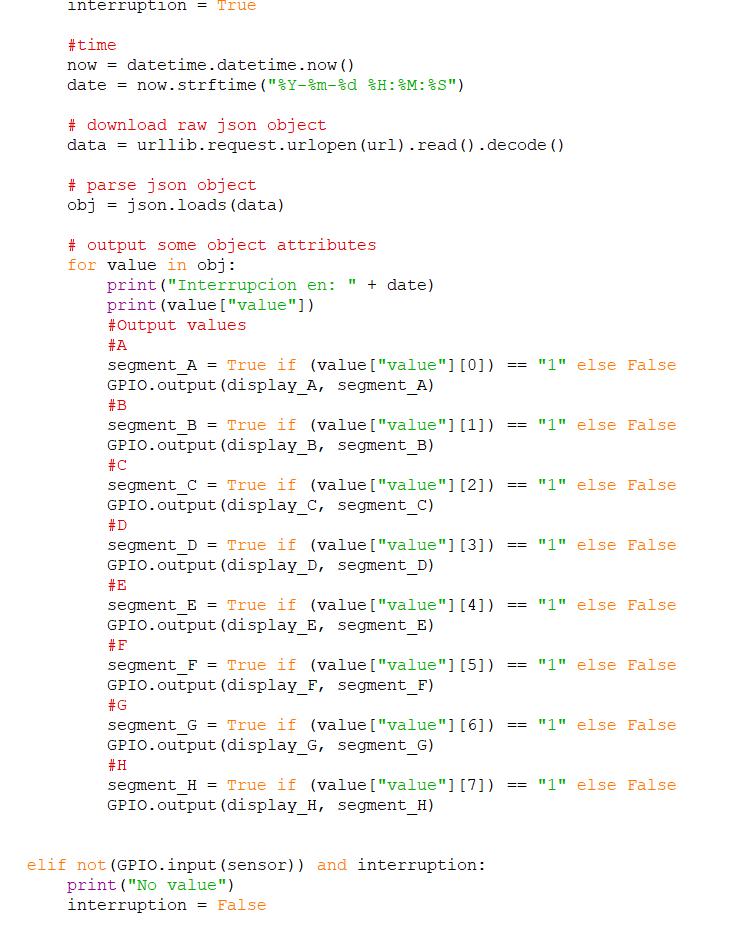 interruption = True
#time
now = datetime.datetime.now()
date = now.strftime("%Y-%m-%d %H:%M:%S")
# download raw json object
data = urllib.request.urlopen(url).read().decode()
# parse json object
obj = json.loads(data)
# output some object attributes
for value in obj:
print("Interrupcion en: " + date)
print(value["value"])
#Output values
#A
segment_A = True if (value["value"][0]) == "1" else False
GPIO.output(display_A, segment_A)
#B
segment_B = True if (value["value"][1]) == "1" else False
GPIO.output(display_B, segment_B)
#C
segment_C = True if (value["value"][2]) == "1" else False
GPIO.output(display_C, segment_C)
#D
segment_D = True if (value["value"][3]) == "1" else False
GPIO.output(display_D, segment_D)
#E
segment_E = True if (value["value"][4]) == "1" else False
GPIO.output(display_E, segment_E)
#F
segment_F = True if (value["value"][5]) == "1" else False
GPIO.output(display_F, segment_F)
#G
segment_G = True if (value["value"][6]) == "1" else False
GPIO.output(display_G, segment_G)
#H
segment_H = True if (value["value"][7]) == "1" else False
GPIO.output(display_H, segment_H)
elif not(GPIO.input(sensor)) and interruption:
print("No value")
interruption = False